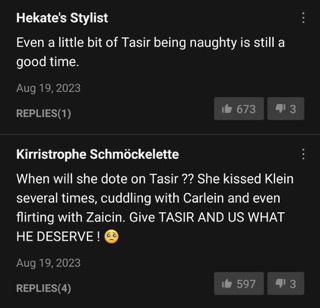 Hekate's Stylist
Even a little bit of Tasir being naughty is still a
good time.
Aug 19, 2023
REPLIES(1)
673
3
Kirristrophe Schmöckelette
When will she dote on Tasir ?? She kissed Klein
several times, cuddling with Carlein and even
flirting with Zaicin. Give TASIR AND US WHAT
HE DESERVE ! 🥺
Aug 19, 2023
REPLIES(4)
597
3